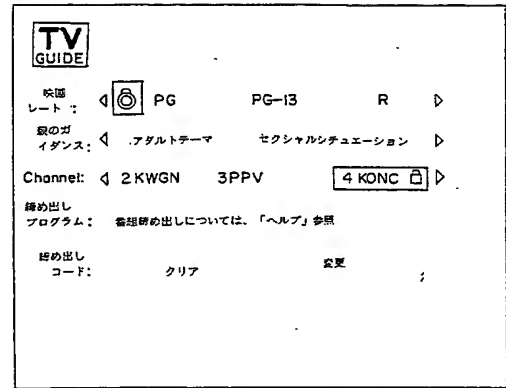 TV
GUIDE
映画
レート: Ⓖ PG PG-13 R
親のガ
イダンス: アダルトテーマ セクシャルシチュエーション
Channel: 2 KWGN 3 PPV 4 KONC
締め出し
プログラム: 番組締め出しについては、「ヘルプ」参照
締め出し
コード: クリア 変更